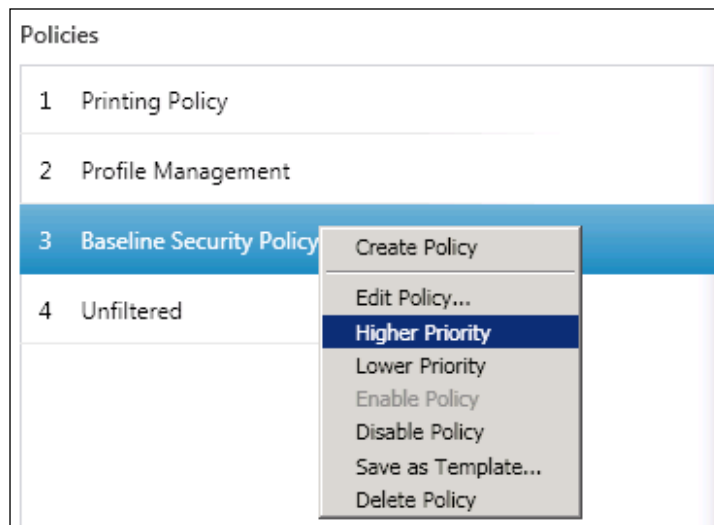 Policies
1 Printing Policy
2 Profile Management
3 Baseline Security Policy
Create Policy
Edit Policy...
Higher Priority
Lower Priority
Enable Policy
Disable Policy
Save as Template...
Delete Policy
4 Unfiltered